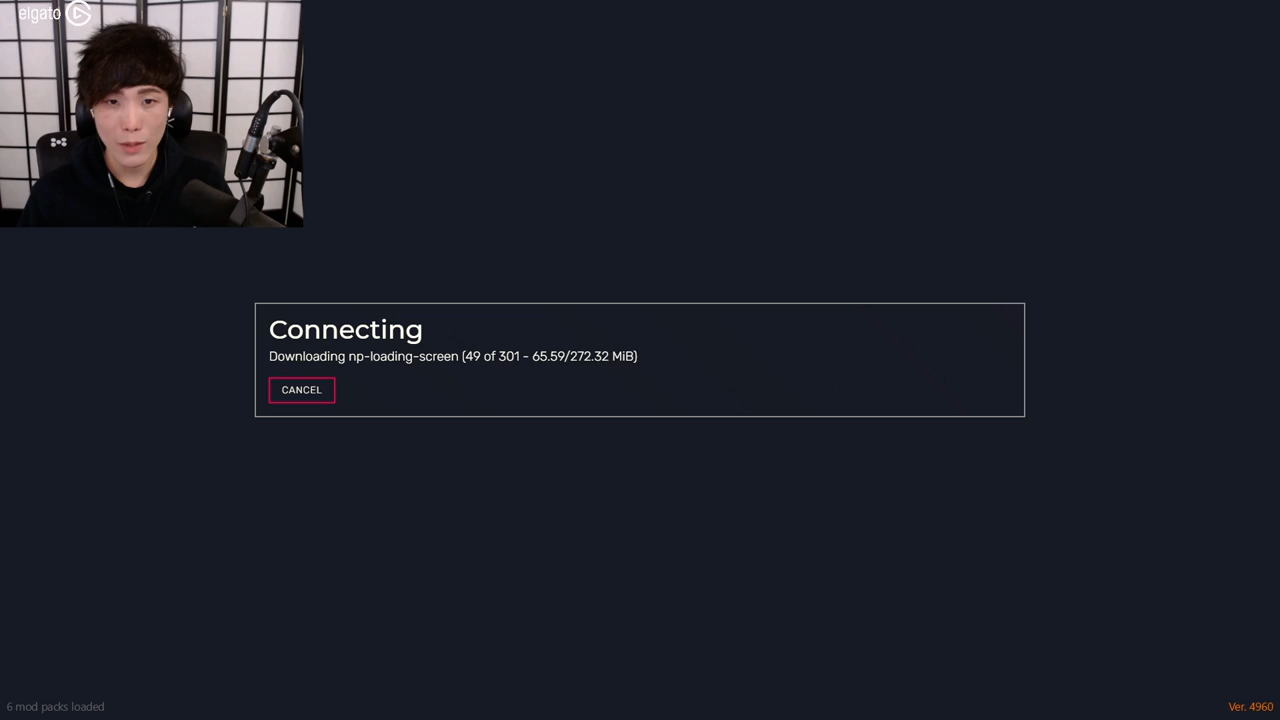 elgato
Connecting
Downloading np-loading-screen (49 of 301 - 65.59/272.32 MiB)
CANCEL
6 mod packs loaded
Ver. 4960